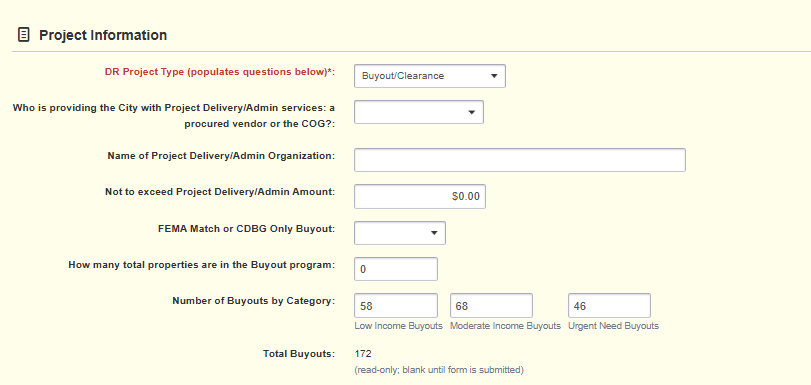 Project Information
DR Project Type (populates questions below)*:
Buyout/Clearance
Who is providing the City with Project Delivery/Admin services: a
procured vendor or the COG?:
Name of Project Delivery/Admin Organization:
Not to exceed Project Delivery/Admin Amount:
$0.00
FEMA Match or CDBG Only Buyout:
How many total properties are in the Buyout program:
0
Number of Buyouts by Category:
58 68 46
Low Income Buyouts Moderate Income Buyouts Urgent Need Buyouts
Total Buyouts:
172
(read-only; blank until form is submitted)